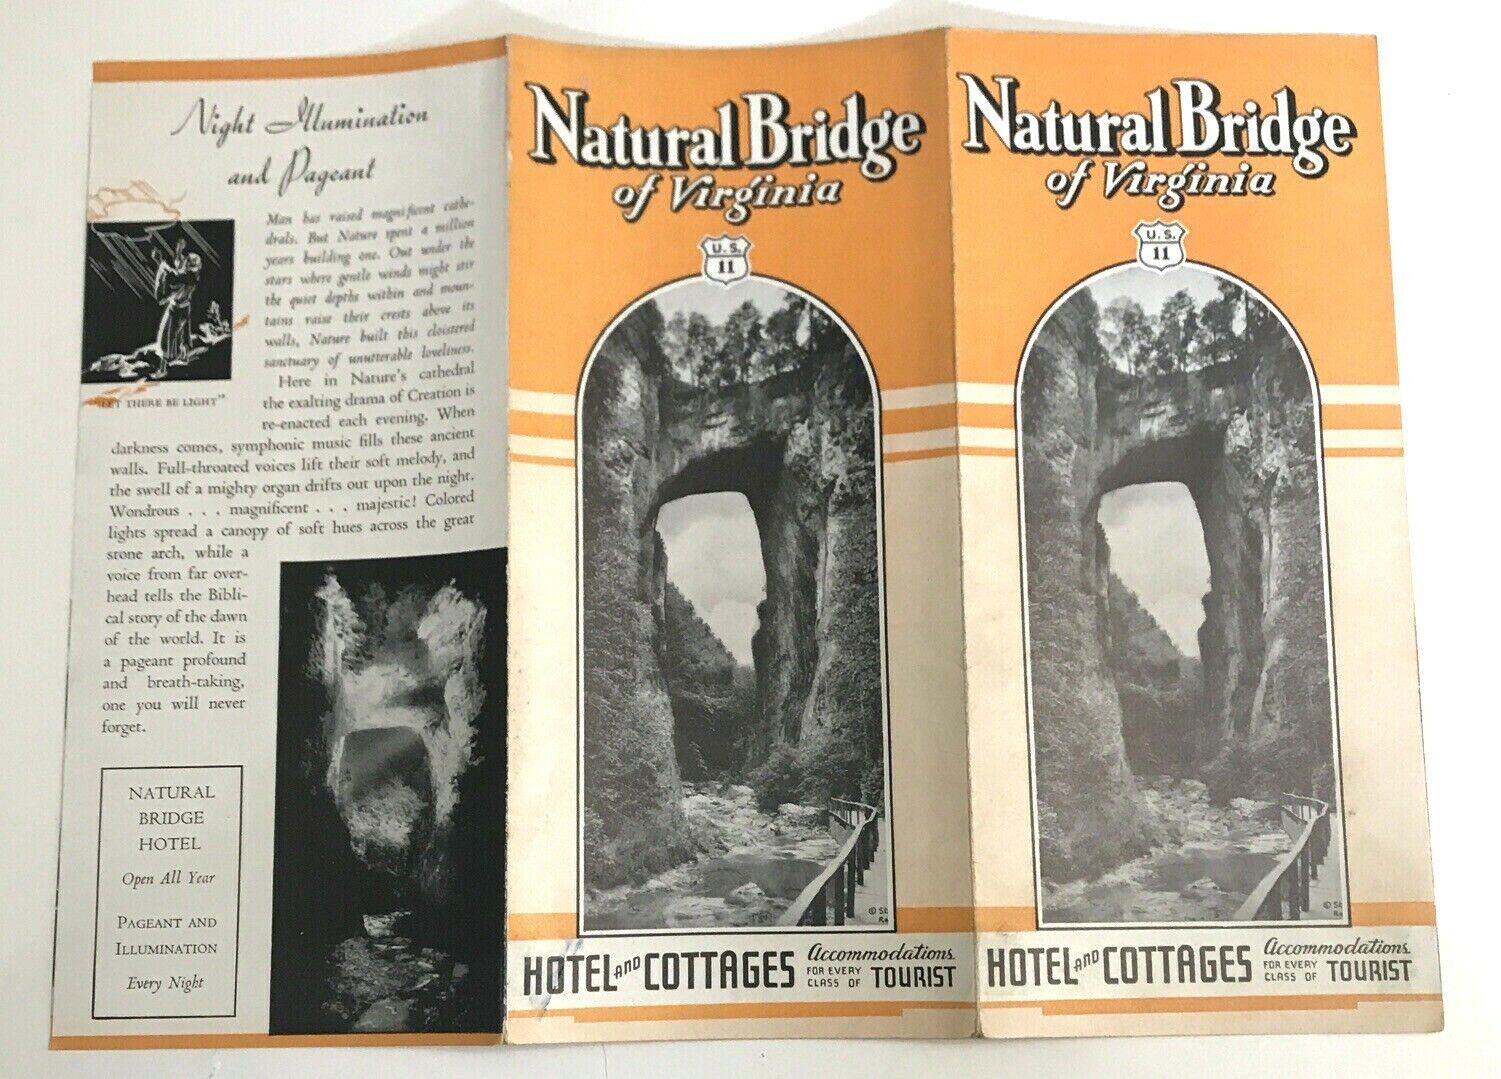 Night Illumination
and Pageant
Man has raised magnificent cathe-
drals. But Nature spent a million
years building one. Out under the
stars where gentle winds might stir
the quiet depths within and moun-
tains raise their crests above its
walls, Nature built this cloistered
sanctuary of unutterable loveliness.
Here in Nature's cathedral
the exalting drama of Creation is
re-enacted each evening. When
"LET THERE BE LIGHT"
darkness comes, symphonic music fills these ancient
walls. Full-throated voices lift their soft melody, and
the swell of a mighty organ drifts out upon the night.
Wondrous . . . magnificent . . . majestic! Colored
lights spread a canopy of soft hues across the great
stone arch, while a
voice from far over-
head tells the Bibli-
cal story of the dawn
of the world. It is
a pageant profound
and breath-taking,
one you will never
forget.
NATURAL
BRIDGE
HOTEL
Open All Year
PAGEANT AND
ILLUMINATION
Every Night
Natural Bridge
of Virginia
U.S.
11
© St
Ra
HOTEL AND COTTAGES
Accommodations
FOR EVERY
CLASS OF TOURIST
Natural Bridge
of Virginia
U.S.
11
© St
Ra
HOTEL AND COTTAGES
Accommodations
FOR EVERY
CLASS OF TOURIST